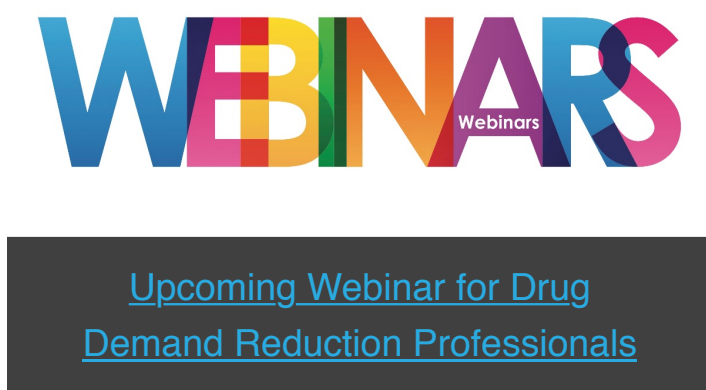 WEBINARS
Webinars
Upcoming Webinar for Drug
Demand Reduction Professionals